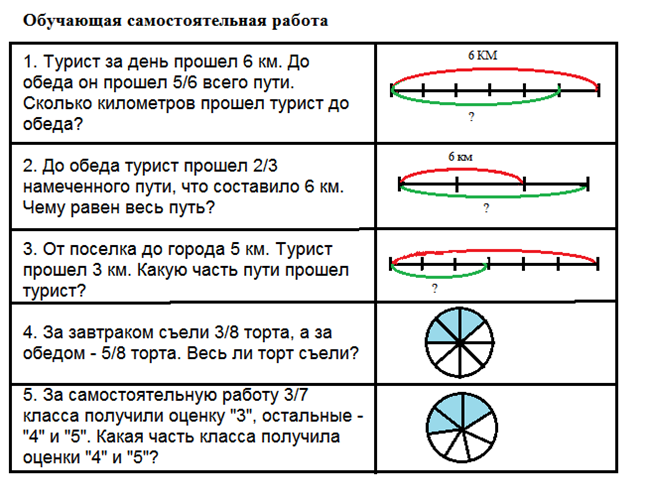 Обучающая самостоятельная работа
1. Турист за день прошел 6 км. До
обеда он прошел 5/6 всего пути.
Сколько километров прошел турист до
обеда?
6 КМ
?
2. До обеда турист прошел 2/3
намеченного пути, что составило 6 км.
Чему равен весь путь?
6 км
?
3. От поселка до города 5 км. Турист
прошел 3 км. Какую часть пути прошел
турист?
?
4. За завтраком съели 3/8 торта, а за
обедом - 5/8 торта. Весь ли торт съели?
5. За самостоятельную работу 3/7
класса получили оценку "3", остальные -
"4" и "5". Какая часть класса получила
оценки "4" и "5"?